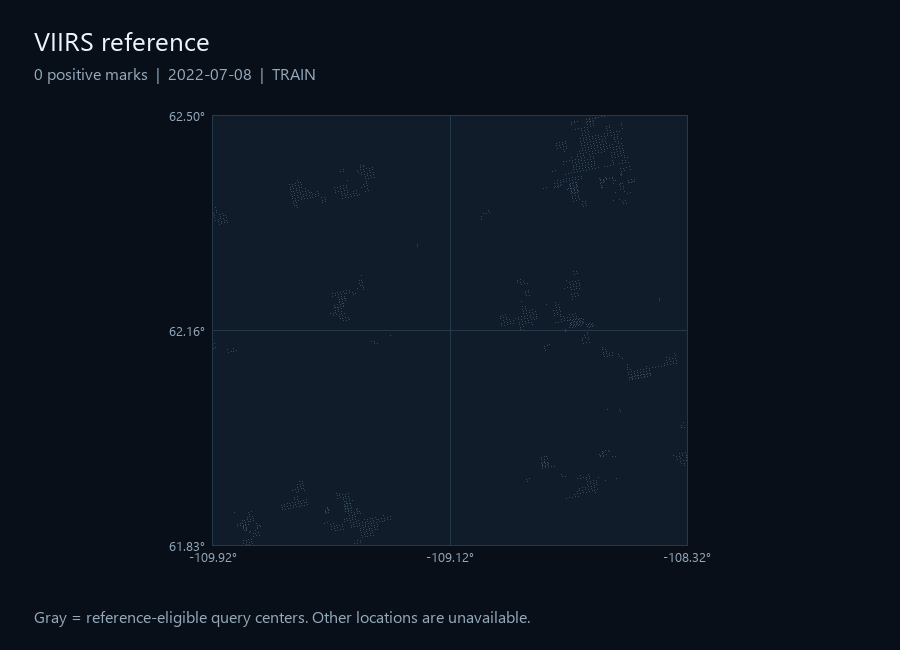 VIIRS reference
0 positive marks | 2022-07-08 | TRAIN
62.50°
62.16°
61.83°
-109.92°
-109.12°
-108.32°
Gray = reference-eligible query centers. Other locations are unavailable.